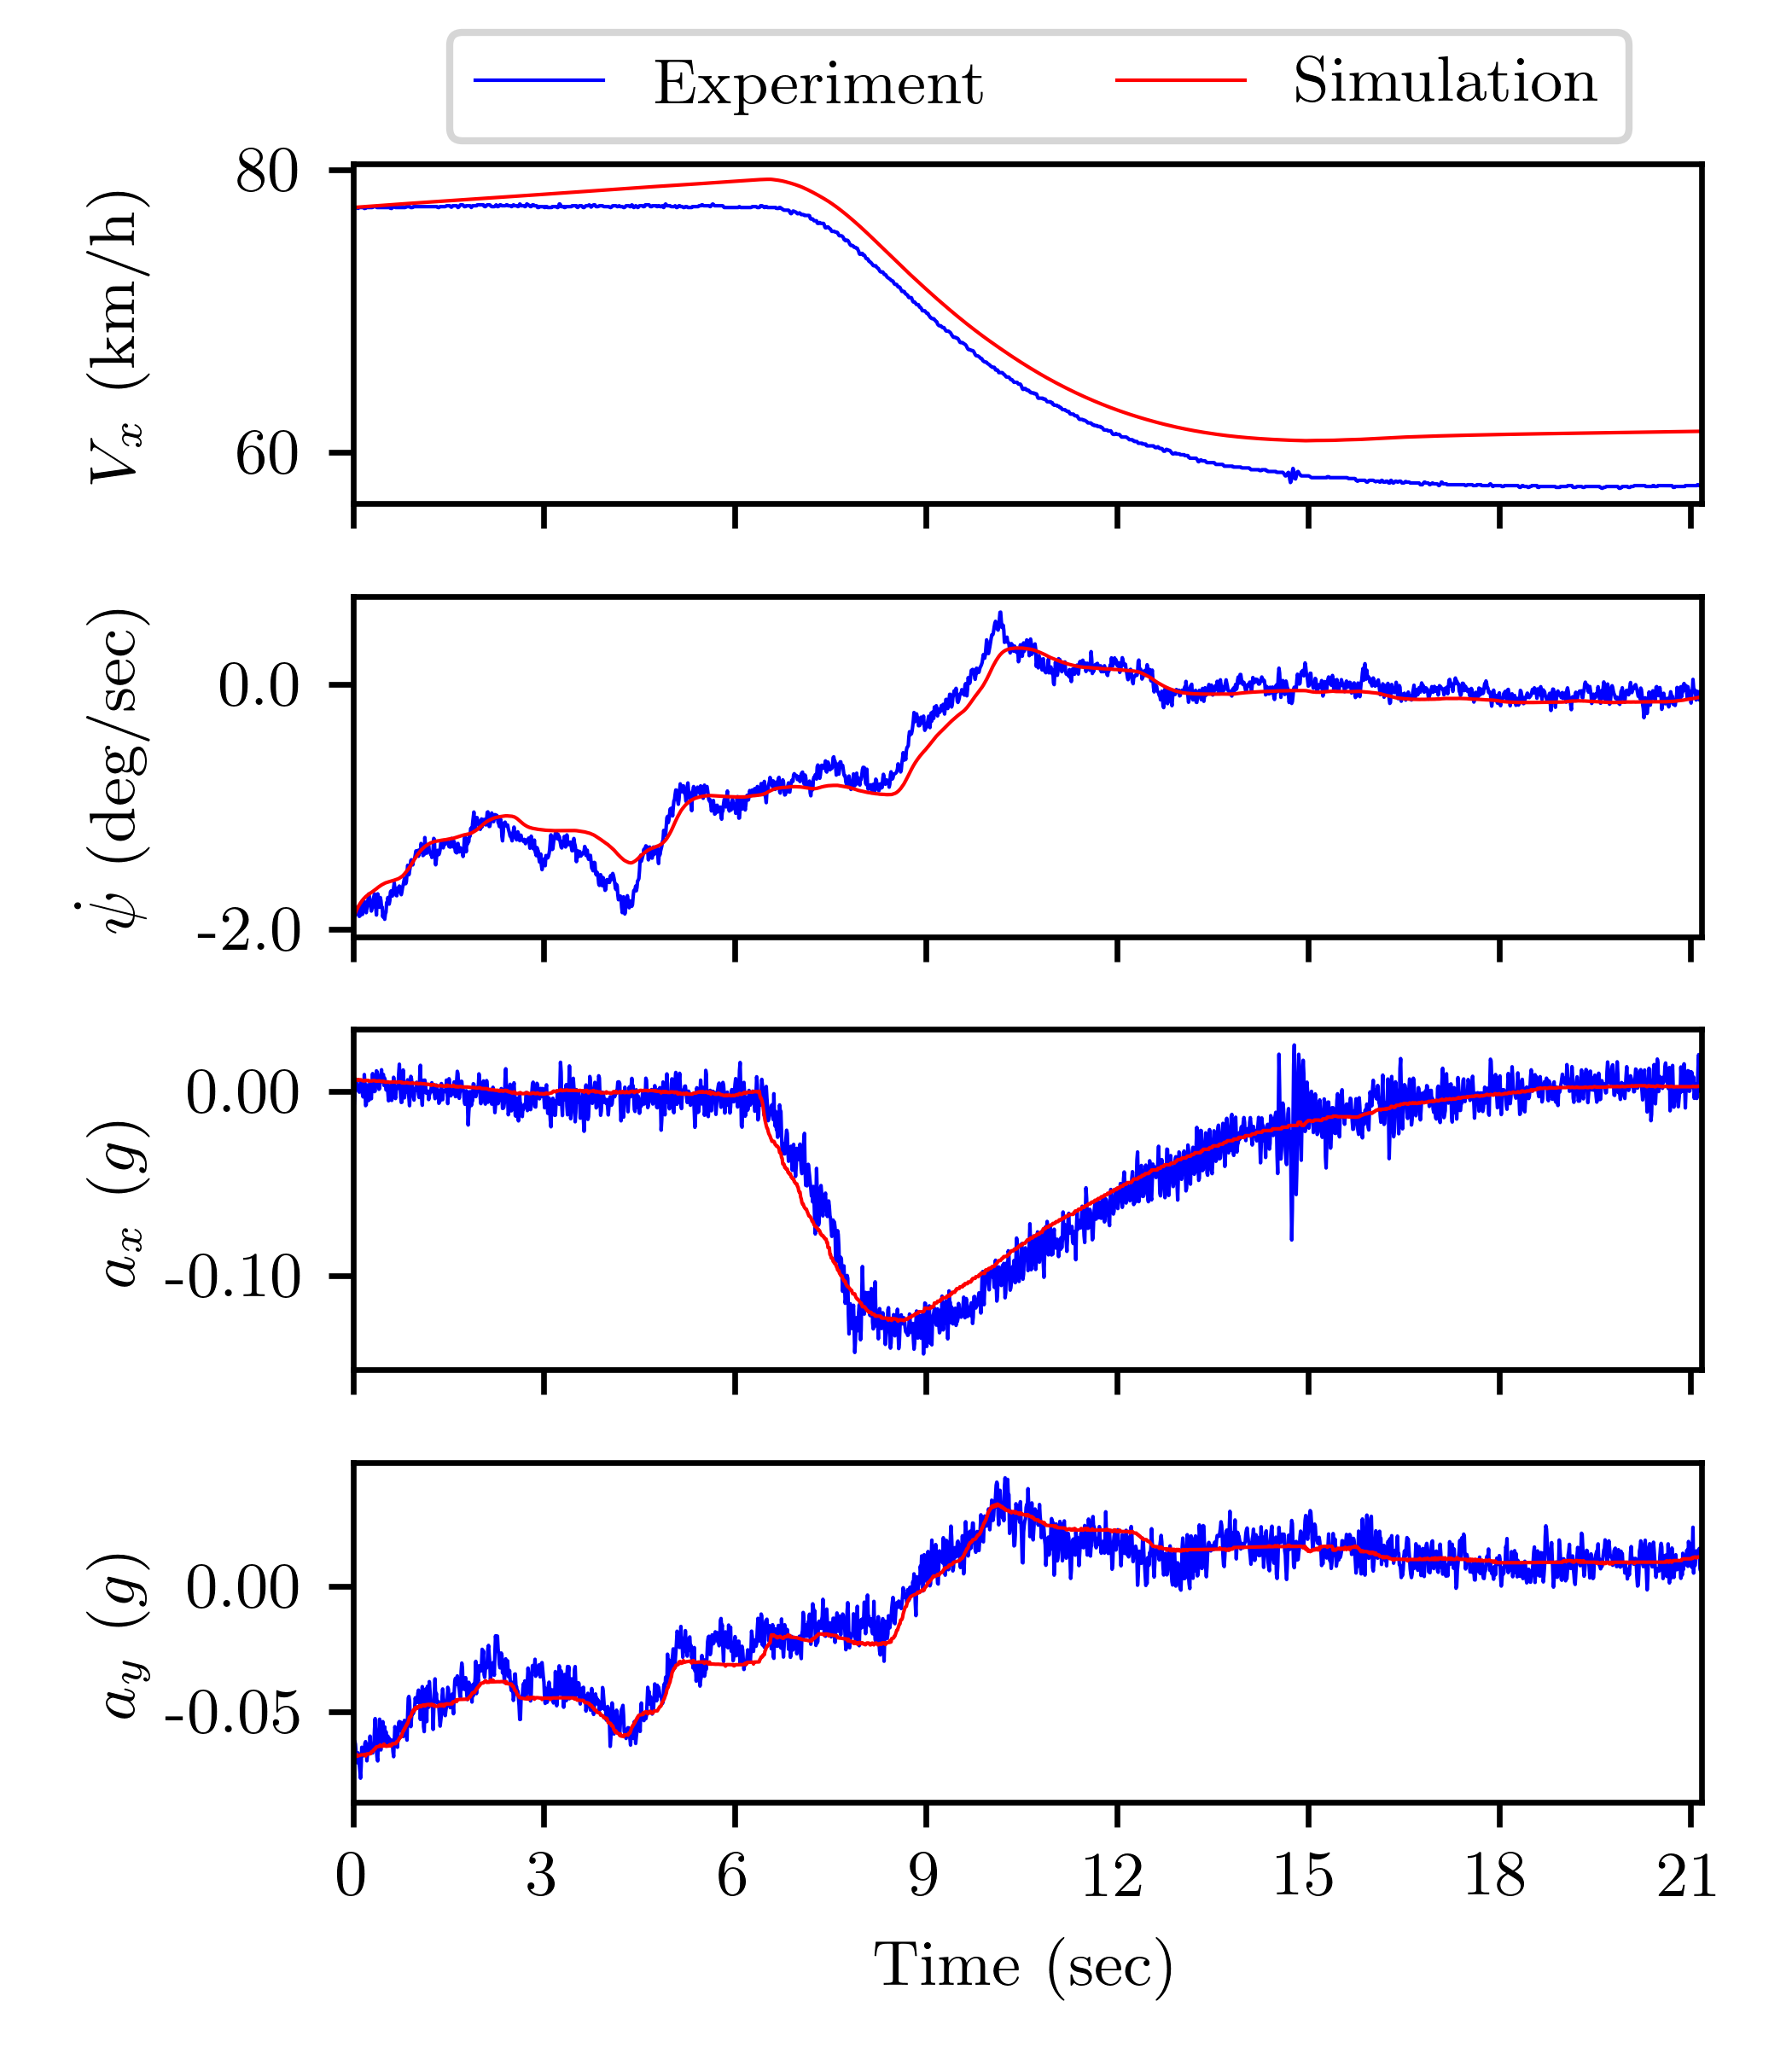 Experiment Simulation
80
60
V_x (km/h)
0.0
-2.0
ψ̇ (deg/sec)
0.00
-0.10
a_x (g)
0.00
-0.05
a_y (g)
0 3 6 9 12 15 18 21
Time (sec)